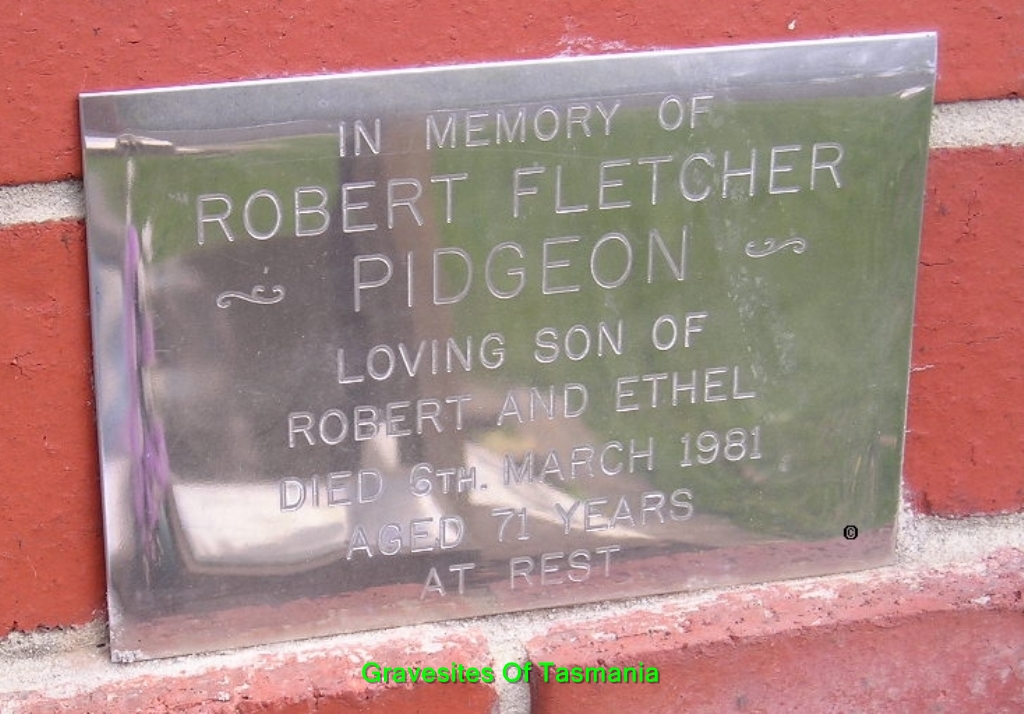 IN MEMORY OF
ROBERT FLETCHER
PIDGEON
LOVING SON OF
ROBERT AND ETHEL
DIED 6TH. MARCH 1981
AGED 71 YEARS
AT REST
©
Gravesites Of Tasmania